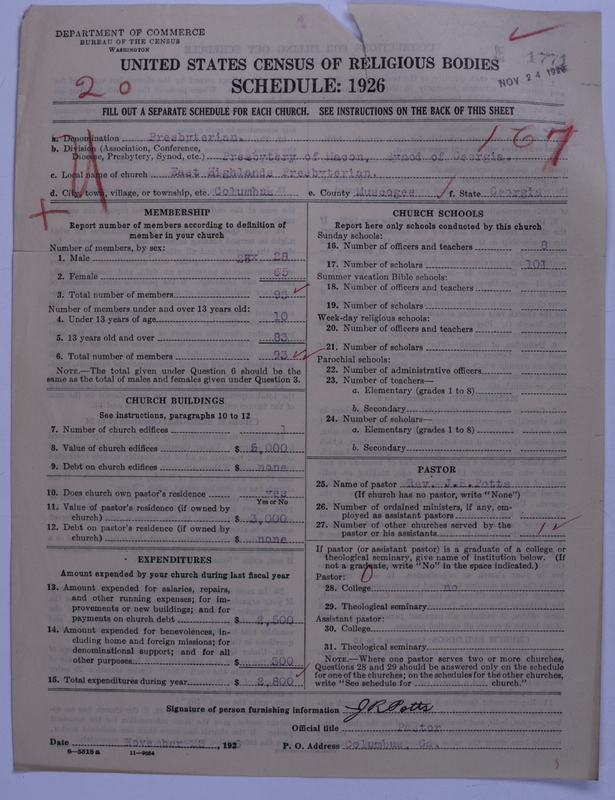 DEPARTMENT OF COMMERCE
BUREAU OF THE CENSUS
WASHINGTON
1771
NOV 24 1926
UNITED STATES CENSUS OF RELIGIOUS BODIES
20
SCHEDULE: 1926
FILL OUT A SEPARATE SCHEDULE FOR EACH CHURCH. SEE INSTRUCTIONS ON THE BACK OF THIS SHEET
167
a. Denomination Presbyterian.
b. Division (Association, Conference,
Diocese, Presbytery, Synod, etc.) Presbytery of Macon, Synod of Georgia.
c. Local name of church East Highlands Presbyterian.
d. City, town, village, or township, etc. Columbus e. County Muscogee f. State Georgia
MEMBERSHIP
Report number of members according to definition of
member in your church
Number of members, by sex:
1. Male 28
2. Female 65
3. Total number of members 93
Number of members under and over 13 years old:
4. Under 13 years of age 10
5. 13 years old and over 83
6. Total number of members 93
NOTE.—The total given under Question 6 should be the
same as the total of males and females given under Question 3.
CHURCH BUILDINGS
See instructions, paragraphs 10 to 12
7. Number of church edifices 1
8. Value of church edifices $ 5,000
9. Debt on church edifices $ none
10. Does church own pastor's residence yes
Yes or No
11. Value of pastor's residence (if owned by
church) $ 3,000
12. Debt on pastor's residence (if owned by
church) $ none
EXPENDITURES
Amount expended by your church during last fiscal year
13. Amount expended for salaries, repairs,
and other running expenses; for im-
provements or new buildings; and for
payments on church debt $ 2,500
14. Amount expended for benevolences, in-
cluding home and foreign missions; for
denominational support; and for all
other purposes $ 300
15. Total expenditures during year $ 2,800
CHURCH SCHOOLS
Report here only schools conducted by this church
Sunday schools:
16. Number of officers and teachers 8
17. Number of scholars 101
Summer vacation Bible schools:
18. Number of officers and teachers
19. Number of scholars
Week-day religious schools:
20. Number of officers and teachers
21. Number of scholars
Parochial schools:
22. Number of administrative officers
23. Number of teachers—
a. Elementary (grades 1 to 8)
b. Secondary
24. Number of scholars—
a. Elementary (grades 1 to 8)
b. Secondary
PASTOR
25. Name of pastor Rev. J.R.Potts
(If church has no pastor, write "None")
26. Number of ordained ministers, if any, em-
ployed as assistant pastors
27. Number of other churches served by the
pastor or his assistants 1
If pastor (or assistant pastor) is a graduate of a college or
theological seminary, give name of institution below. (If
not a graduate, write "No" in the space indicated.)
Pastor: 0
28. College no
29. Theological seminary
Assistant pastor:
30. College
31. Theological seminary
NOTE.—Where one pastor serves two or more churches,
Questions 28 and 29 should be answered only on the schedule
for one of the churches; on the schedules for the other churches,
write "See schedule for church."
Signature of person furnishing information J R Potts
Official title Pastor
Date November , 1926 P. O. Address Columbus, Ga.
8—5518a 11—9084